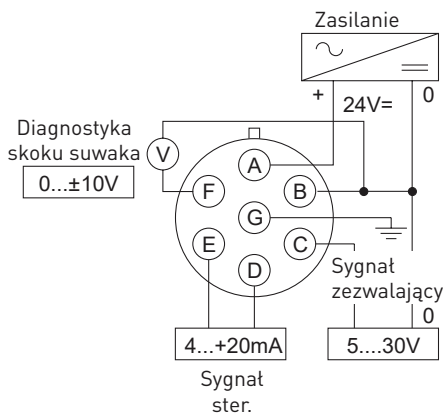 Zasilanie
+
24V=
0
Diagnostyka
skoku suwaka
0...±10V
V
A
F
B
G
E
C
D
Sygnał
zezwalający
0
4...+20mA
5....30V
Sygnał
ster.